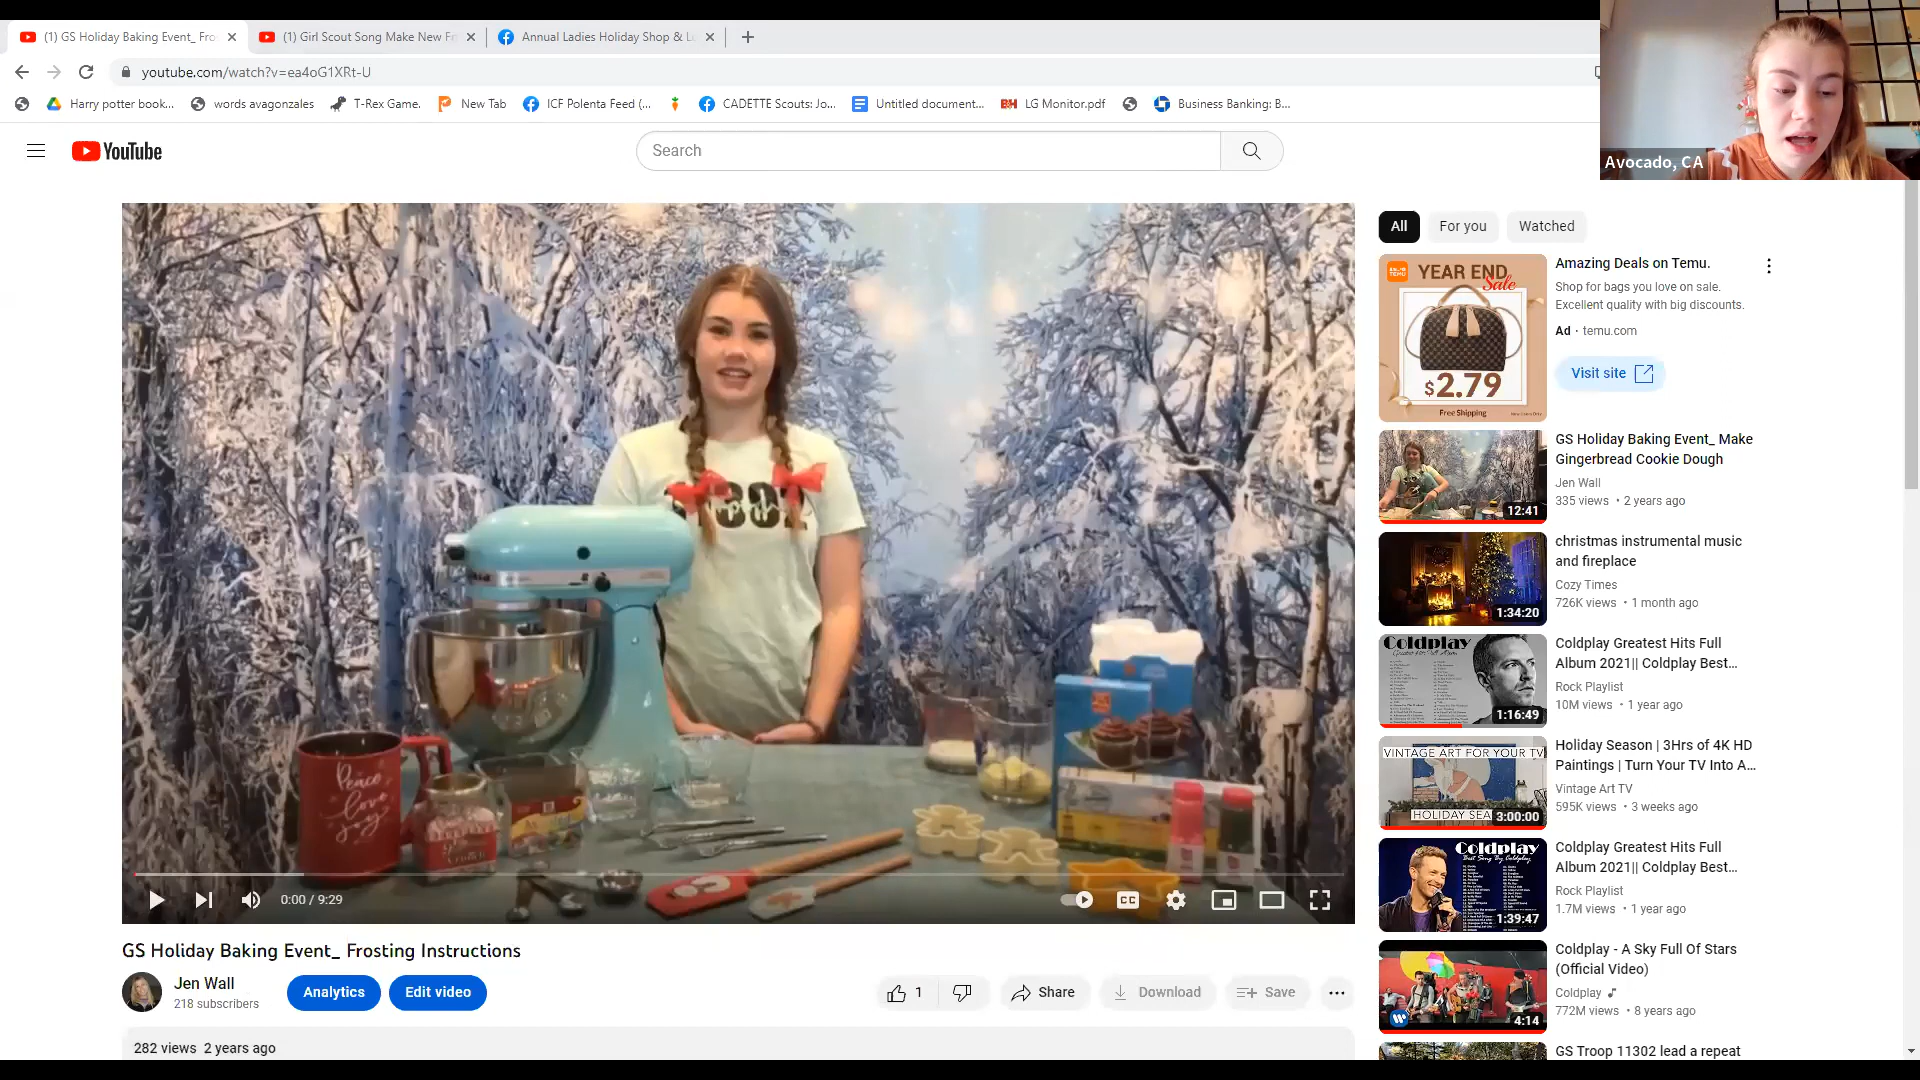 (1) GS Holiday Baking Event_ Fro
(1) Girl Scout Song Make New F
Annual Ladies Holiday Shop & L
youtube.com/watch?v=ea4oG1XRt-U
Harry potter book...
words avagonzales
T-Rex Game.
New Tab
ICF Polenta Feed (...
CADETTE Scouts: Jo...
Untitled document...
LG Monitor.pdf
Business Banking: B...
Avocado, CA
YouTube
Search
All
For you
Watched
YEAR END
Sale
$2.79
Free Shipping
Amazing Deals on Temu.
Shop for bags you love on sale.
Excellent quality with big discounts.
Ad · temu.com
Visit site
GS Holiday Baking Event_ Make
Gingerbread Cookie Dough
Jen Wall
335 views • 2 years ago
12:41
christmas instrumental music
and fireplace
Cozy Times
726K views • 1 month ago
1:34:20
Coldplay
Coldplay Greatest Hits Full
Album 2021|| Coldplay Best...
Rock Playlist
10M views • 1 year ago
1:16:49
VINTAGE ART FOR YOUR TV
HOLIDAY SEA
3:00:00
Holiday Season | 3Hrs of 4K HD
Paintings | Turn Your TV Into A...
Vintage Art TV
595K views • 3 weeks ago
Coldplay
Best Song By Coldplay
1:39:47
Coldplay Greatest Hits Full
Album 2021|| Coldplay Best...
Rock Playlist
1.7M views • 1 year ago
4:14
Coldplay - A Sky Full Of Stars
(Official Video)
Coldplay
772M views • 8 years ago
GS Troop 11302 lead a repeat
Peace
love
joy
0:00 / 9:29
CC
GS Holiday Baking Event_ Frosting Instructions
Jen Wall
218 subscribers
Analytics
Edit video
1
Share
Download
Save
282 views 2 years ago